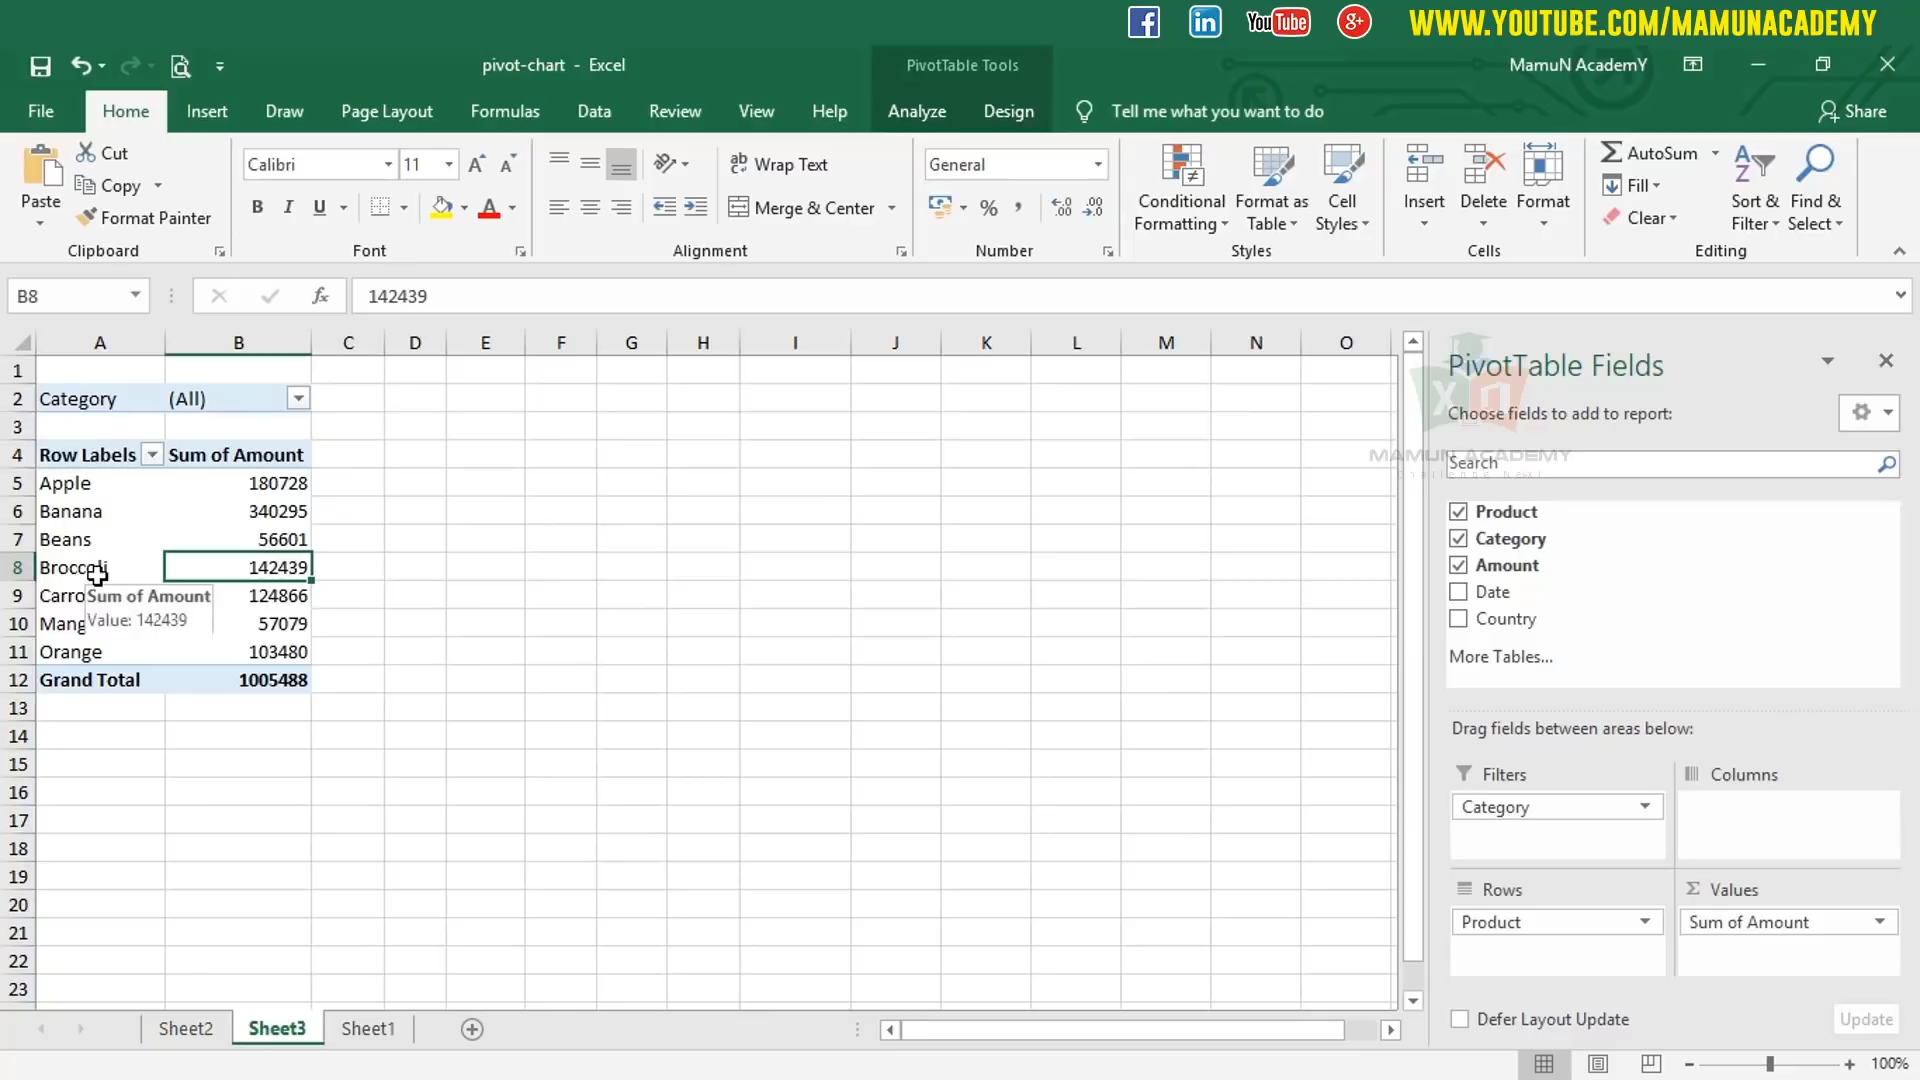 YouTube
WWW.YOUTUBE.COM/MAMUNACADEMY
pivot-chart - Excel
PivotTable Tools
MamuN AcademY
File
Home
Insert
Draw
Page Layout
Formulas
Data
Review
View
Help
Analyze
Design
Tell me what you want to do
Share
Paste
Cut
Copy
Format Painter
Clipboard
Calibri
11
B I U
Font
Wrap Text
Merge & Center
Alignment
General
Number
Conditional
Formatting
Format as
Table
Cell
Styles
Styles
Insert
Delete
Format
Cells
AutoSum
Fill
Clear
Sort &
Filter
Find &
Select
Editing
B8
fx
142439
A B C D E F G H I J K L M N O
1
2 Category (All)
3
4 Row Labels Sum of Amount
5 Apple 180728
6 Banana 340295
7 Beans 56601
8 Broccoli 142439
9 Carro 124866
10 Mang 57079
11 Orange 103480
12 Grand Total 1005488
13
14
15
16
17
18
19
20
21
22
23
Sum of Amount
Value: 142439
PivotTable Fields
Choose fields to add to report:
MAMUN ACADEMY
Search
Product
Category
Amount
Date
Country
More Tables...
Drag fields between areas below:
Filters
Columns
Category
Rows
Values
Product
Sum of Amount
Defer Layout Update
Update
Sheet2
Sheet3
Sheet1
100%